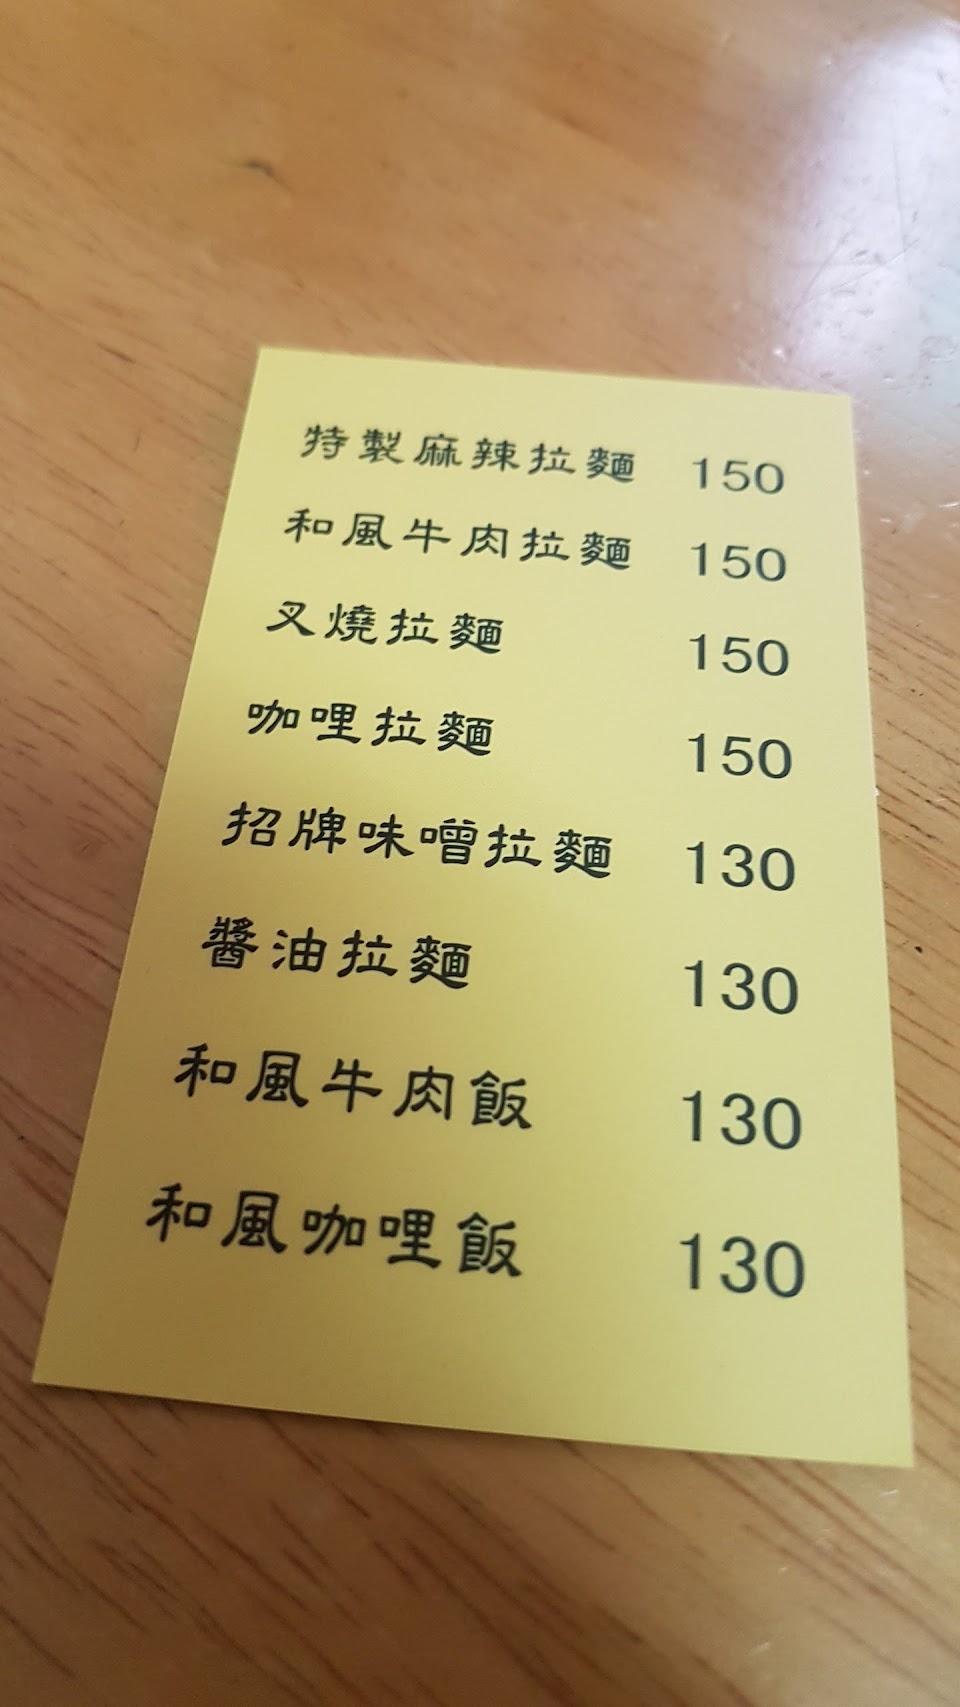 特製麻辣拉麵 150
和風牛肉拉麵 150
叉燒拉麵 150
咖哩拉麵 150
招牌味噌拉麵 130
醬油拉麵 130
和風牛肉飯 130
和風咖哩飯 130